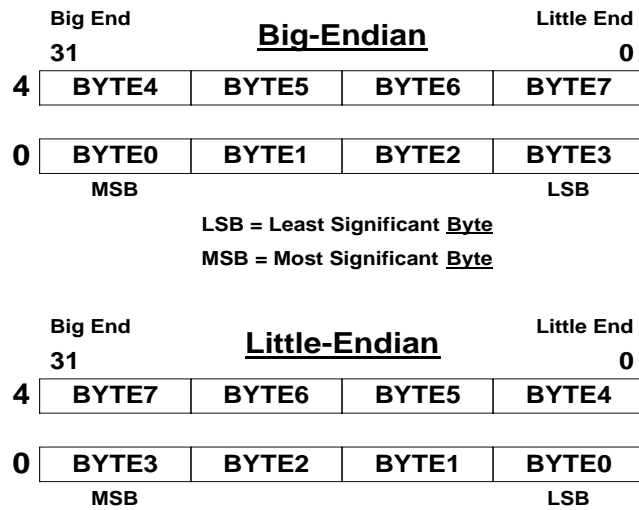 Big End Big-Endian Little End
31 0
4 BYTE4 BYTE5 BYTE6 BYTE7
0 BYTE0 BYTE1 BYTE2 BYTE3
MSB LSB
LSB = Least Significant Byte
MSB = Most Significant Byte
Big End Little-Endian Little End
31 0
4 BYTE7 BYTE6 BYTE5 BYTE4
0 BYTE3 BYTE2 BYTE1 BYTE0
MSB LSB